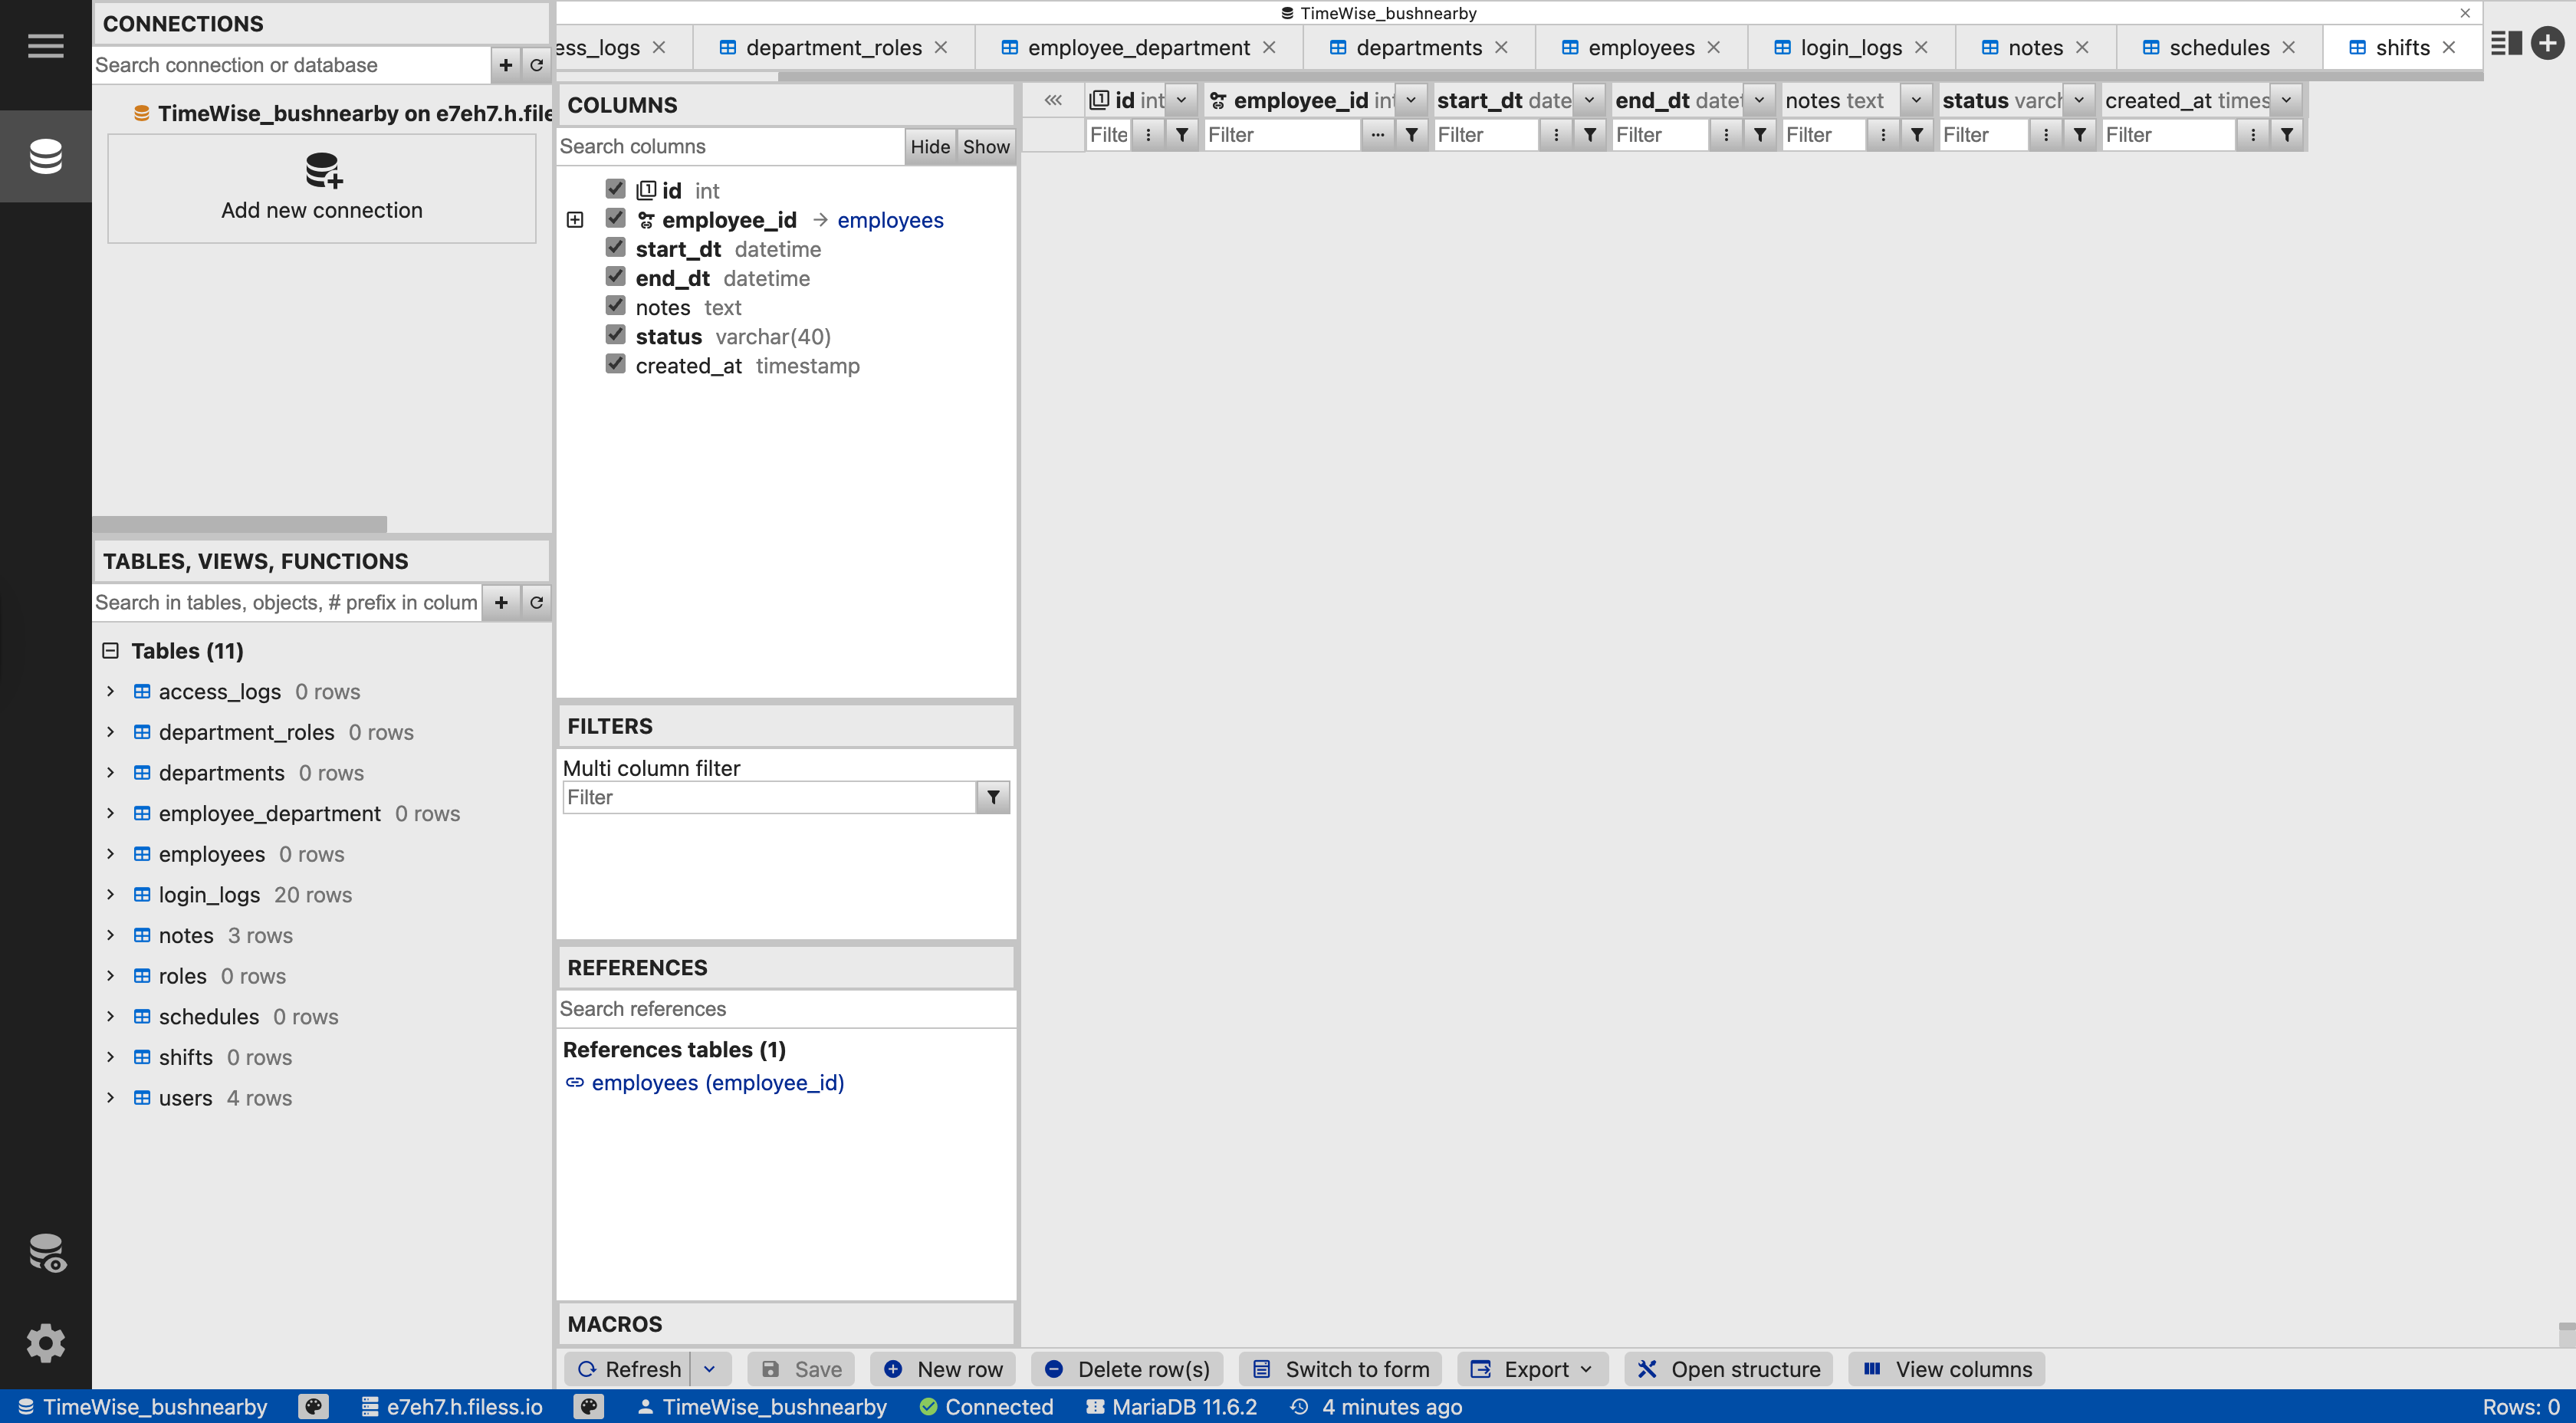 CONNECTIONS
Search connection or database
TimeWise_bushnearby on e7eh7.h.file
Add new connection
TABLES, VIEWS, FUNCTIONS
Search in tables, objects, # prefix in colum
Tables (11)
access_logs 0 rows
department_roles 0 rows
departments 0 rows
employee_department 0 rows
employees 0 rows
login_logs 20 rows
notes 3 rows
roles 0 rows
schedules 0 rows
shifts 0 rows
users 4 rows
TimeWise_bushnearby
ess_logs department_roles employee_department departments employees login_logs notes schedules shifts
COLUMNS
Search columns Hide Show
id int
employee_id employees
start_dt datetime
end_dt datetime
notes text
status varchar(40)
created_at timestamp
FILTERS
Multi column filter
Filter
REFERENCES
Search references
References tables (1)
employees (employee_id)
MACROS
id int employee_id int start_dt date end_dt datet notes text status varch created_at times
Filte Filter Filter Filter Filter Filter Filter
Refresh Save New row Delete row(s) Switch to form Export Open structure View columns
TimeWise_bushnearby e7eh7.h.filess.io TimeWise_bushnearby Connected MariaDB 11.6.2 4 minutes ago Rows: 0